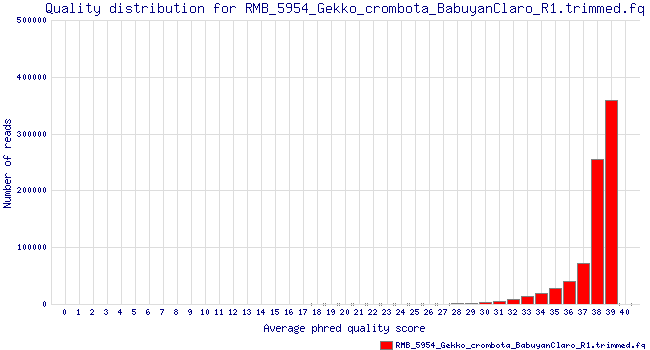 Quality distribution for RMB_5954_Gekko_crombota_BabuyanClaro_R1.trimmed.fq
500000
400000
300000
200000
100000
0
Number of reads
0 1 2 3 4 5 6 7 8 9 10 11 12 13 14 15 16 17 18 19 20 21 22 23 24 25 26 27 28 29 30 31 32 33 34 35 36 37 38 39 40
Average phred quality score
RMB_5954_Gekko_crombota_BabuyanClaro_R1.trimmed.fq